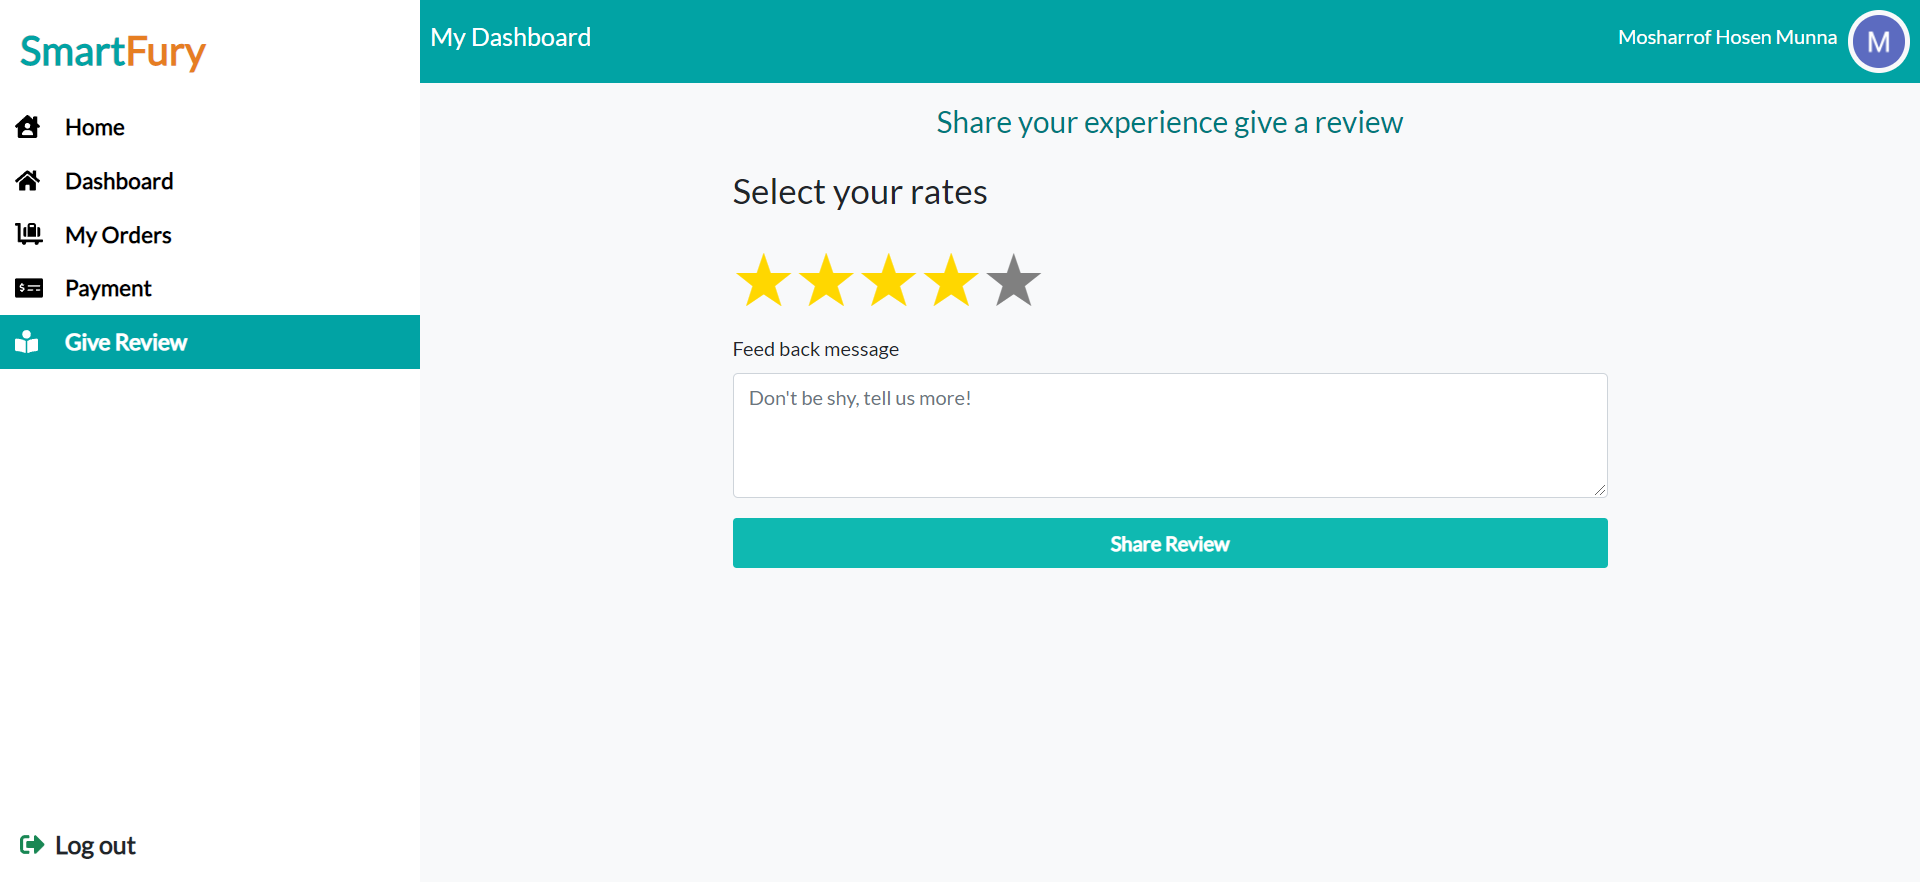 SmartFury
Home
Dashboard
My Orders
Payment
Give Review
Log out
My Dashboard
Mosharrof Hosen Munna
M
Share your experience give a review
Select your rates
Feed back message
Don't be shy, tell us more!
Share Review